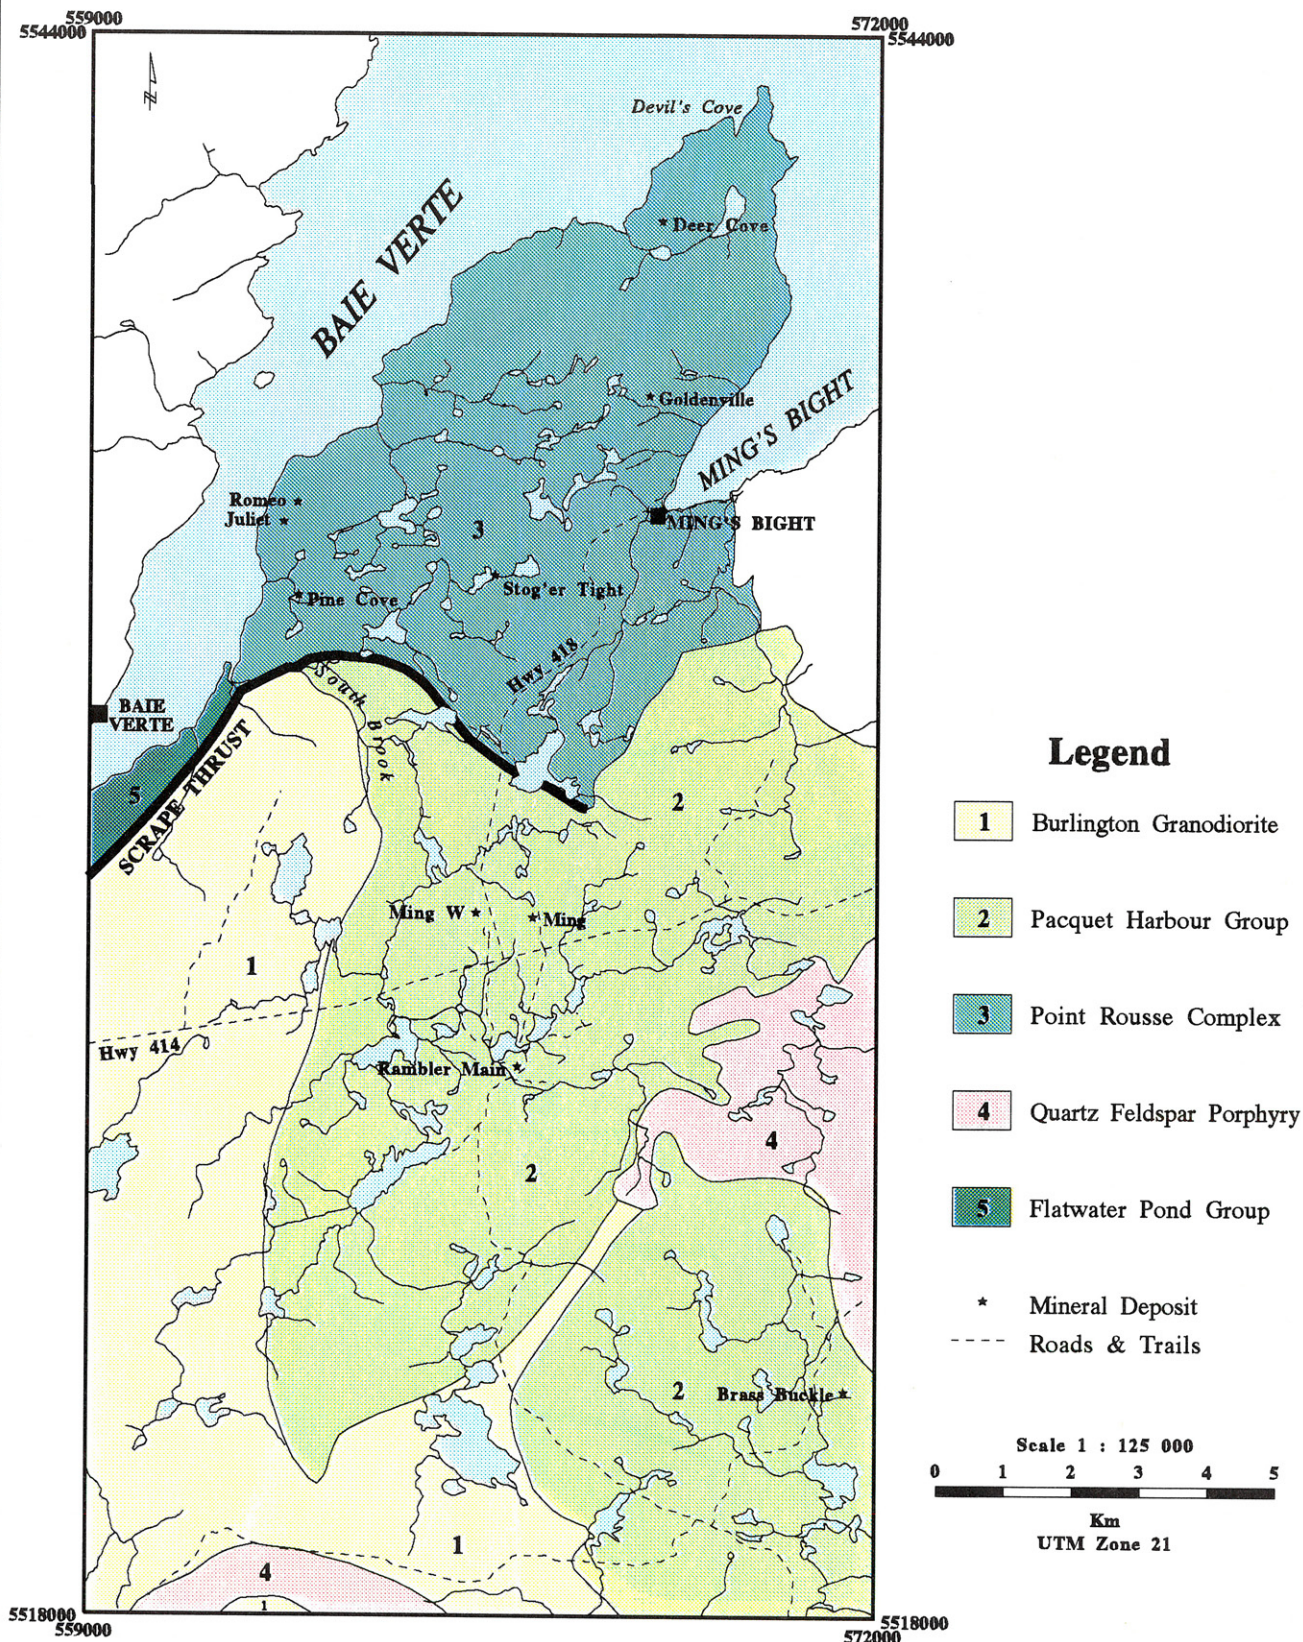 559000
5544000
572000
5544000
N
Devil's Cove
Deer Cove
BAIE VERTE
Goldenville
MING'S BIGHT
Romeo
Juliet
3
MING'S BIGHT
Stog'er Tight
Pine Cove
Hwy 418
South Brook
BAIE
VERTE
SCRAPE THRUST
5
2
Ming W
Ming
1
Hwy 414
Rambler Main
4
2
2
Brass Buckle
1
4
1
5518000
559000
5518000
572000
Legend
1 Burlington Granodiorite
2 Pacquet Harbour Group
3 Point Rousse Complex
4 Quartz Feldspar Porphyry
5 Flatwater Pond Group
Mineral Deposit
Roads & Trails
Scale 1 : 125 000
0 1 2 3 4 5
Km
UTM Zone 21